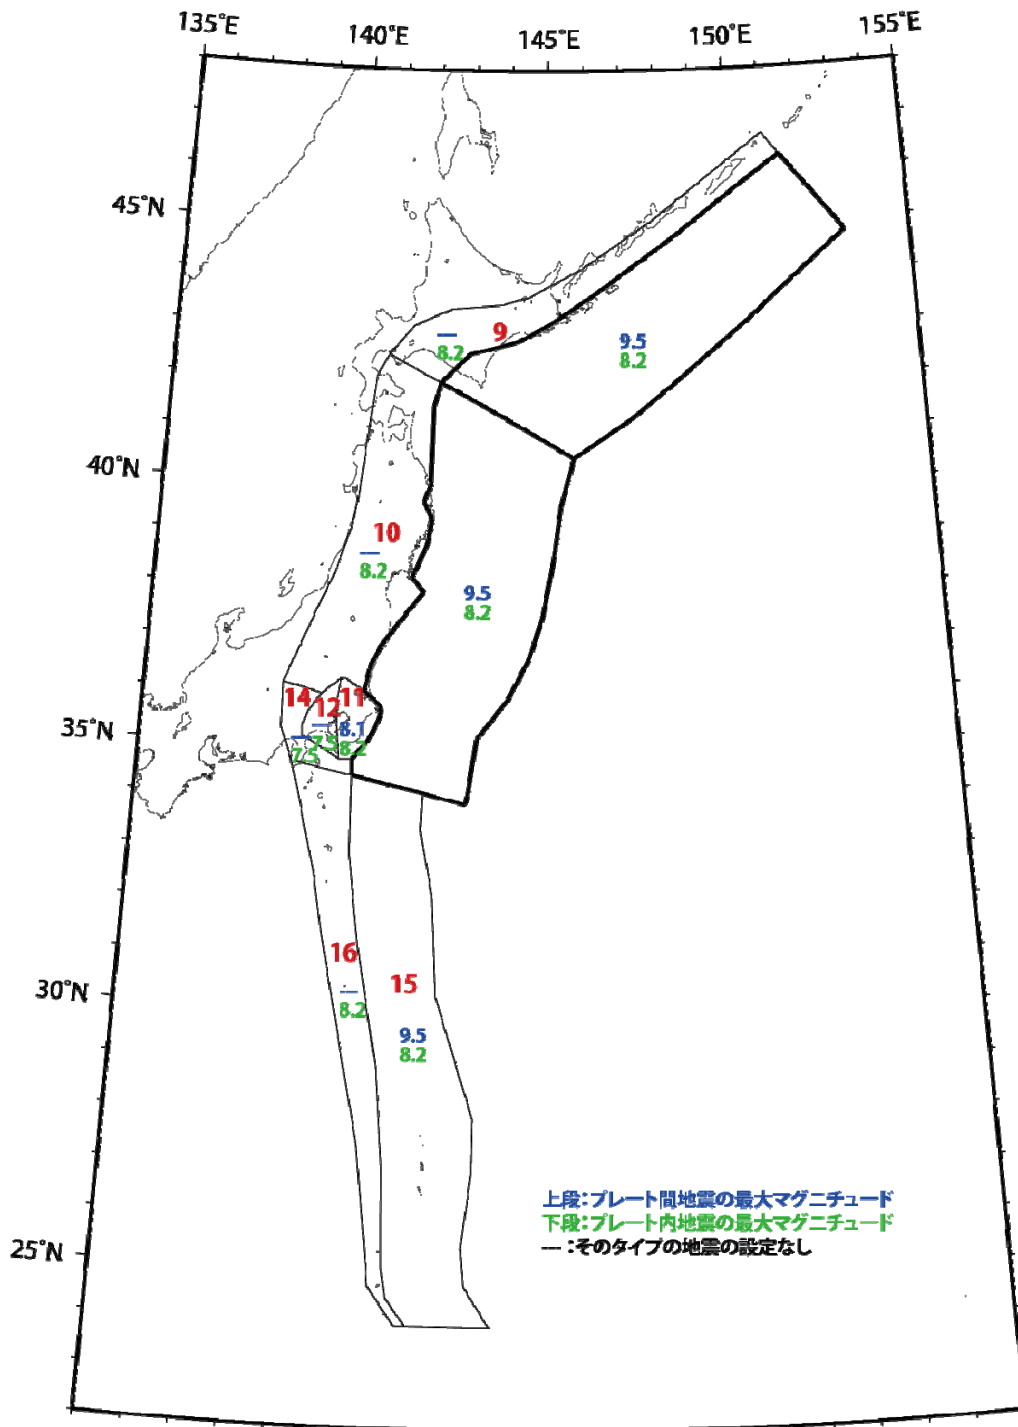 135°E
140°E
145°E
150°E
155°E
45°N
9
—
8.2
9.5
8.2
40°N
10
—
8.2
9.5
8.2
14
12
11
35°N
—
7.5
—
7.5
8.1
8.2
16
—
8.2
15
30°N
9.5
8.2
上段：プレート間地震の最大マグニチュード
下段：プレート内地震の最大マグニチュード
25°N
— ：そのタイプの地震の設定なし